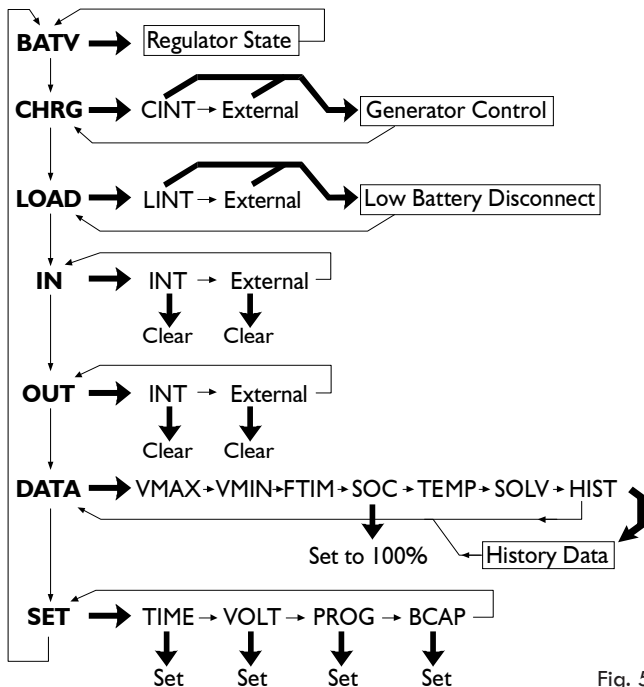 BATV Regulator State
CHRG CINT External Generator Control
LOAD LINT External Low Battery Disconnect
IN INT External
Clear Clear
OUT INT External
Clear Clear
DATA VMAX VMIN FTIM SOC TEMP SOLV HIST
Set to 100% History Data
SET TIME VOLT PROG BCAP
Set Set Set Set
Fig. 5